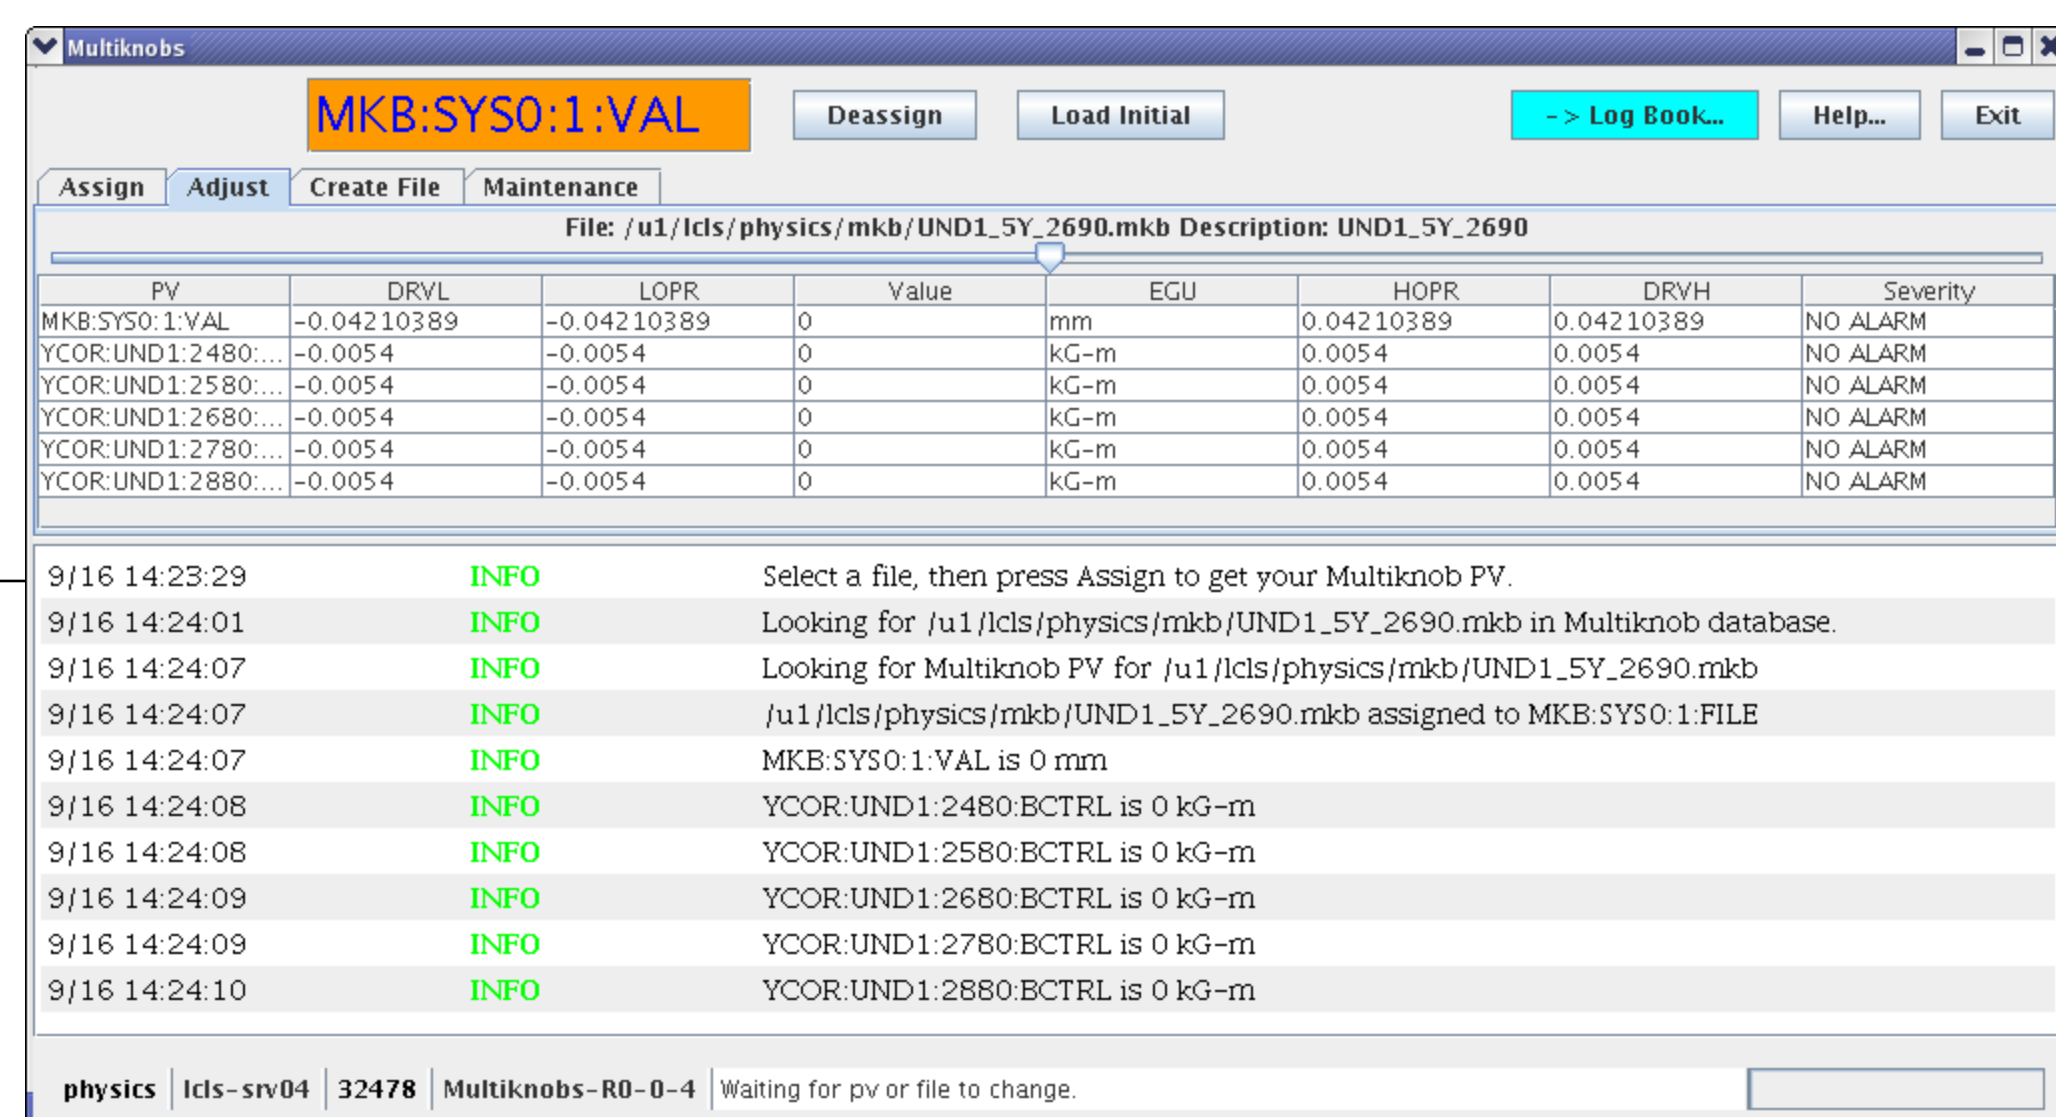 Multiknobs
MKB:SYS0:1:VAL Deassign Load Initial -> Log Book... Help... Exit
Assign Adjust Create File Maintenance
File: /u1/lcls/physics/mkb/UND1_5Y_2690.mkb Description: UND1_5Y_2690
PV DRVL LOPR Value EGU HOPR DRVH Severity
MKB:SYS0:1:VAL -0.04210389 -0.04210389 0 mm 0.04210389 0.04210389 NO ALARM
YCOR:UND1:2480:... -0.0054 -0.0054 0 kG-m 0.0054 0.0054 NO ALARM
YCOR:UND1:2580:... -0.0054 -0.0054 0 kG-m 0.0054 0.0054 NO ALARM
YCOR:UND1:2680:... -0.0054 -0.0054 0 kG-m 0.0054 0.0054 NO ALARM
YCOR:UND1:2780:... -0.0054 -0.0054 0 kG-m 0.0054 0.0054 NO ALARM
YCOR:UND1:2880:... -0.0054 -0.0054 0 kG-m 0.0054 0.0054 NO ALARM
9/16 14:23:29 INFO Select a file, then press Assign to get your Multiknob PV.
9/16 14:24:01 INFO Looking for /u1/lcls/physics/mkb/UND1_5Y_2690.mkb in Multiknob database.
9/16 14:24:07 INFO Looking for Multiknob PV for /u1/lcls/physics/mkb/UND1_5Y_2690.mkb
9/16 14:24:07 INFO /u1/lcls/physics/mkb/UND1_5Y_2690.mkb assigned to MKB:SYS0:1:FILE
9/16 14:24:07 INFO MKB:SYS0:1:VAL is 0 mm
9/16 14:24:08 INFO YCOR:UND1:2480:BCTRL is 0 kG-m
9/16 14:24:08 INFO YCOR:UND1:2580:BCTRL is 0 kG-m
9/16 14:24:09 INFO YCOR:UND1:2680:BCTRL is 0 kG-m
9/16 14:24:09 INFO YCOR:UND1:2780:BCTRL is 0 kG-m
9/16 14:24:10 INFO YCOR:UND1:2880:BCTRL is 0 kG-m
physics lcls-srv04 32478 Multiknobs-R0-0-4 Waiting for pv or file to change.